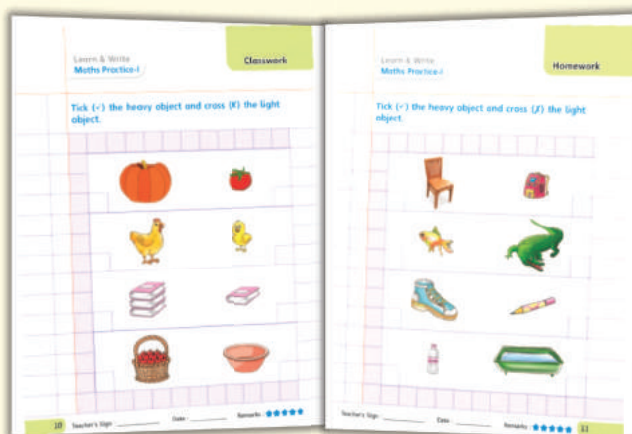 Learn & Write
Maths Practice-I
Classwork
Tick (✓) the heavy object and cross (X) the light
object.
10 Teacher's Sign : Date : Remarks :
Learn & Write
Maths Practice-I
Homework
Tick (✓) the heavy object and cross (X) the light
object.
Teacher's Sign : Date : Remarks : 11